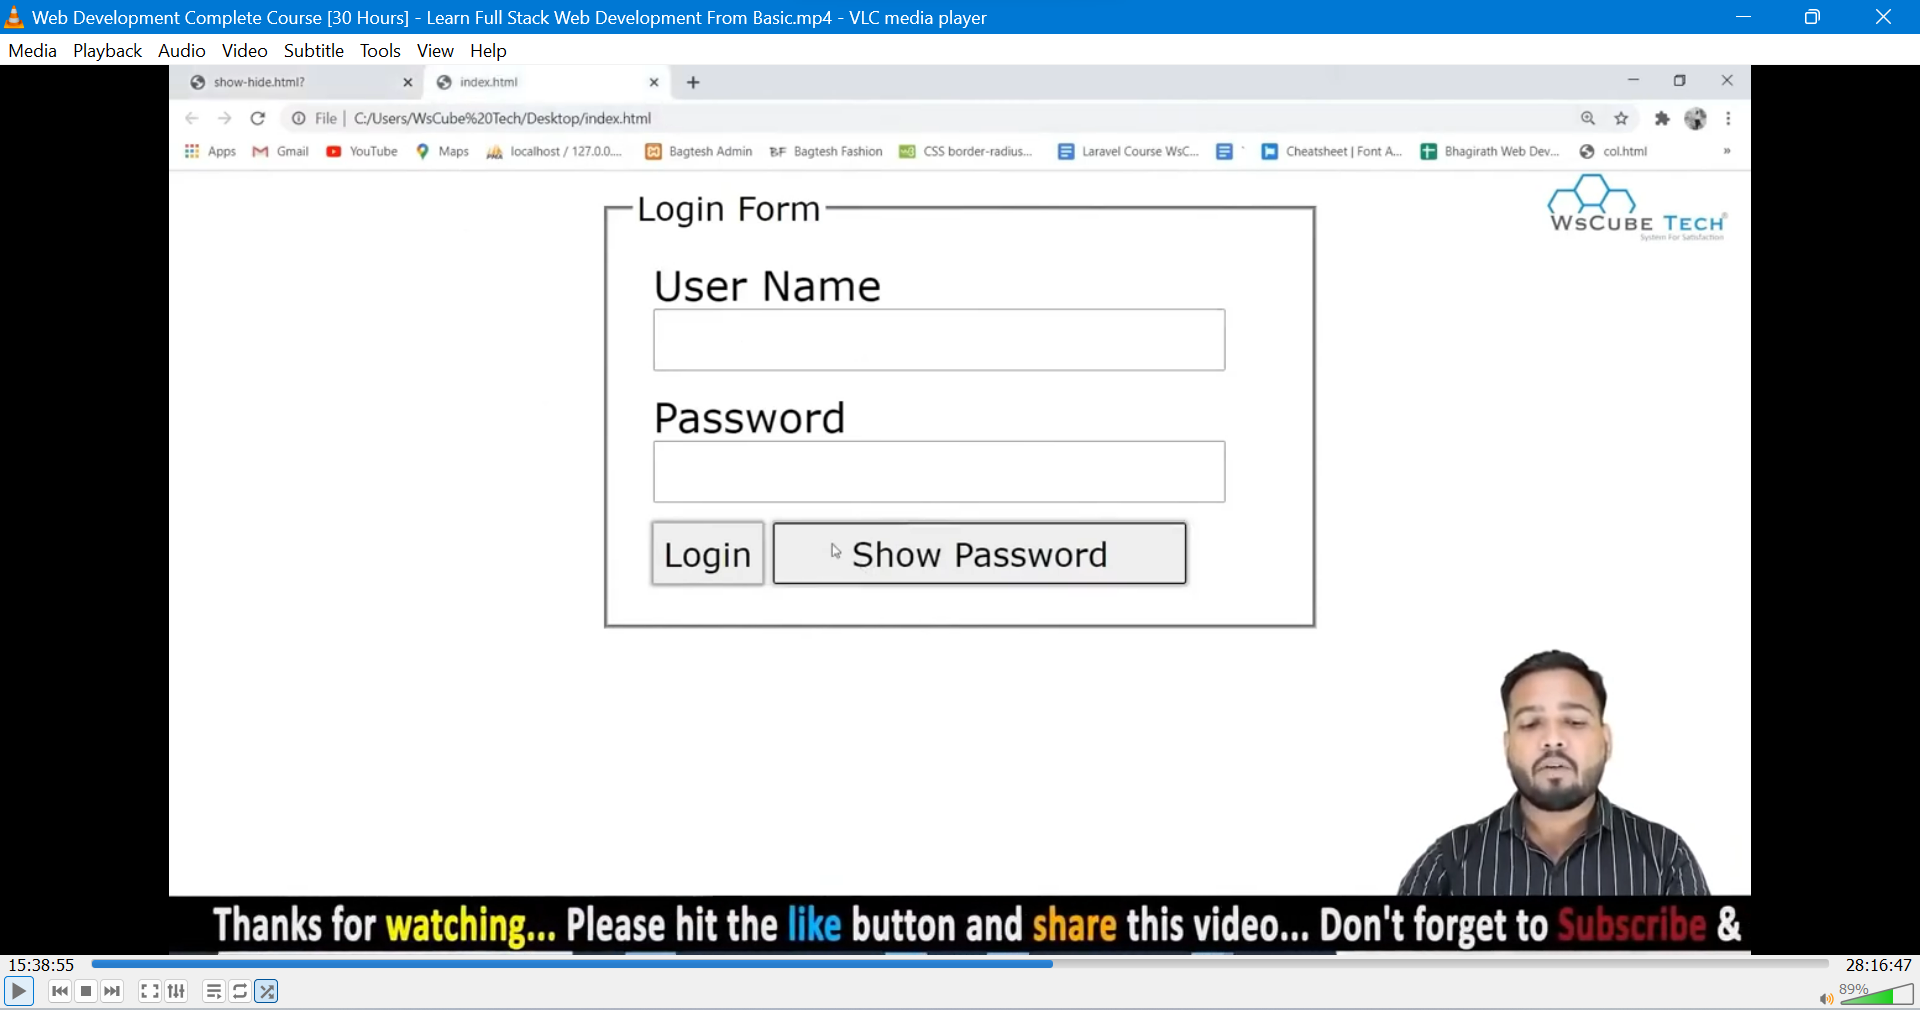 Web Development Complete Course [30 Hours] - Learn Full Stack Web Development From Basic.mp4 - VLC media player
Media Playback Audio Video Subtitle Tools View Help
show-hide.html? index.html
File C:/Users/WsCube%20Tech/Desktop/index.html
Apps Gmail YouTube Maps localhost / 127.0.0.... Bagtesh Admin BF Bagtesh Fashion CSS border-radius... Laravel Course WsC... Cheatsheet | Font A... Bhagirath Web Dev... col.html »
WsCube Tech®
System For Satisfaction
Login Form
User Name
Password
Login Show Password
Thanks for watching... Please hit the like button and share this video... Don't forget to Subscribe &
15:38:55 28:16:47
89%